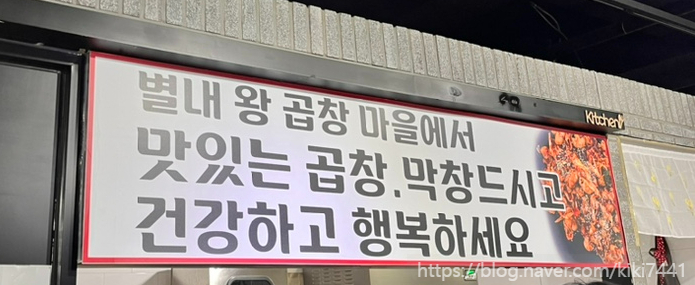 별내 왕 곱창 마을에서
맛있는 곱창.막창드시고
건강하고 행복하세요
Kitchen
https://blog.naver.com/kiki7441